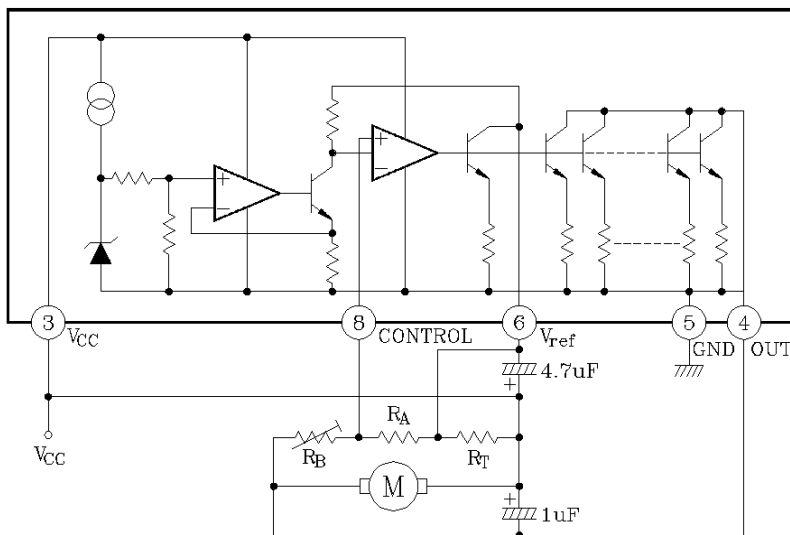 +
−
+
−
3
8
6
5
4
VCC
CONTROL
Vref
GND
OUT
4.7uF
+
RA
VCC
RB
RT
M
+
1uF